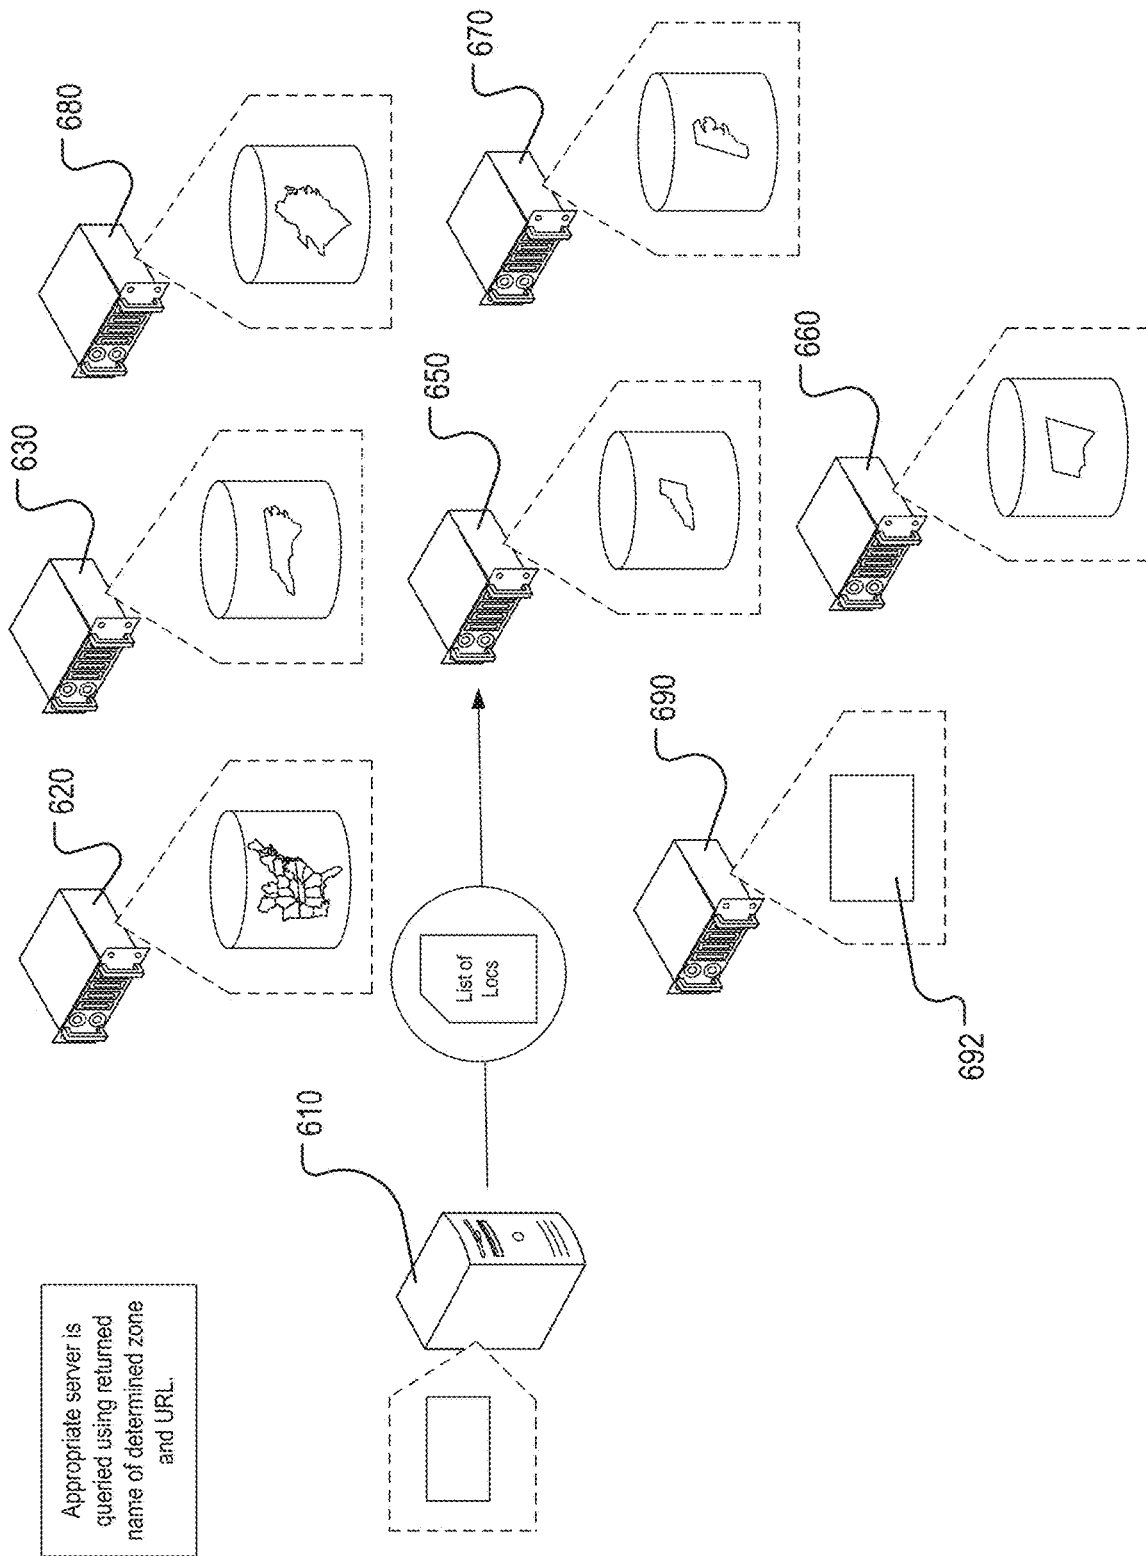 Appropriate server is
queried using returned
name of determined zone
and URL.
610
List of
Locs
620
630
680
650
670
690
692
660